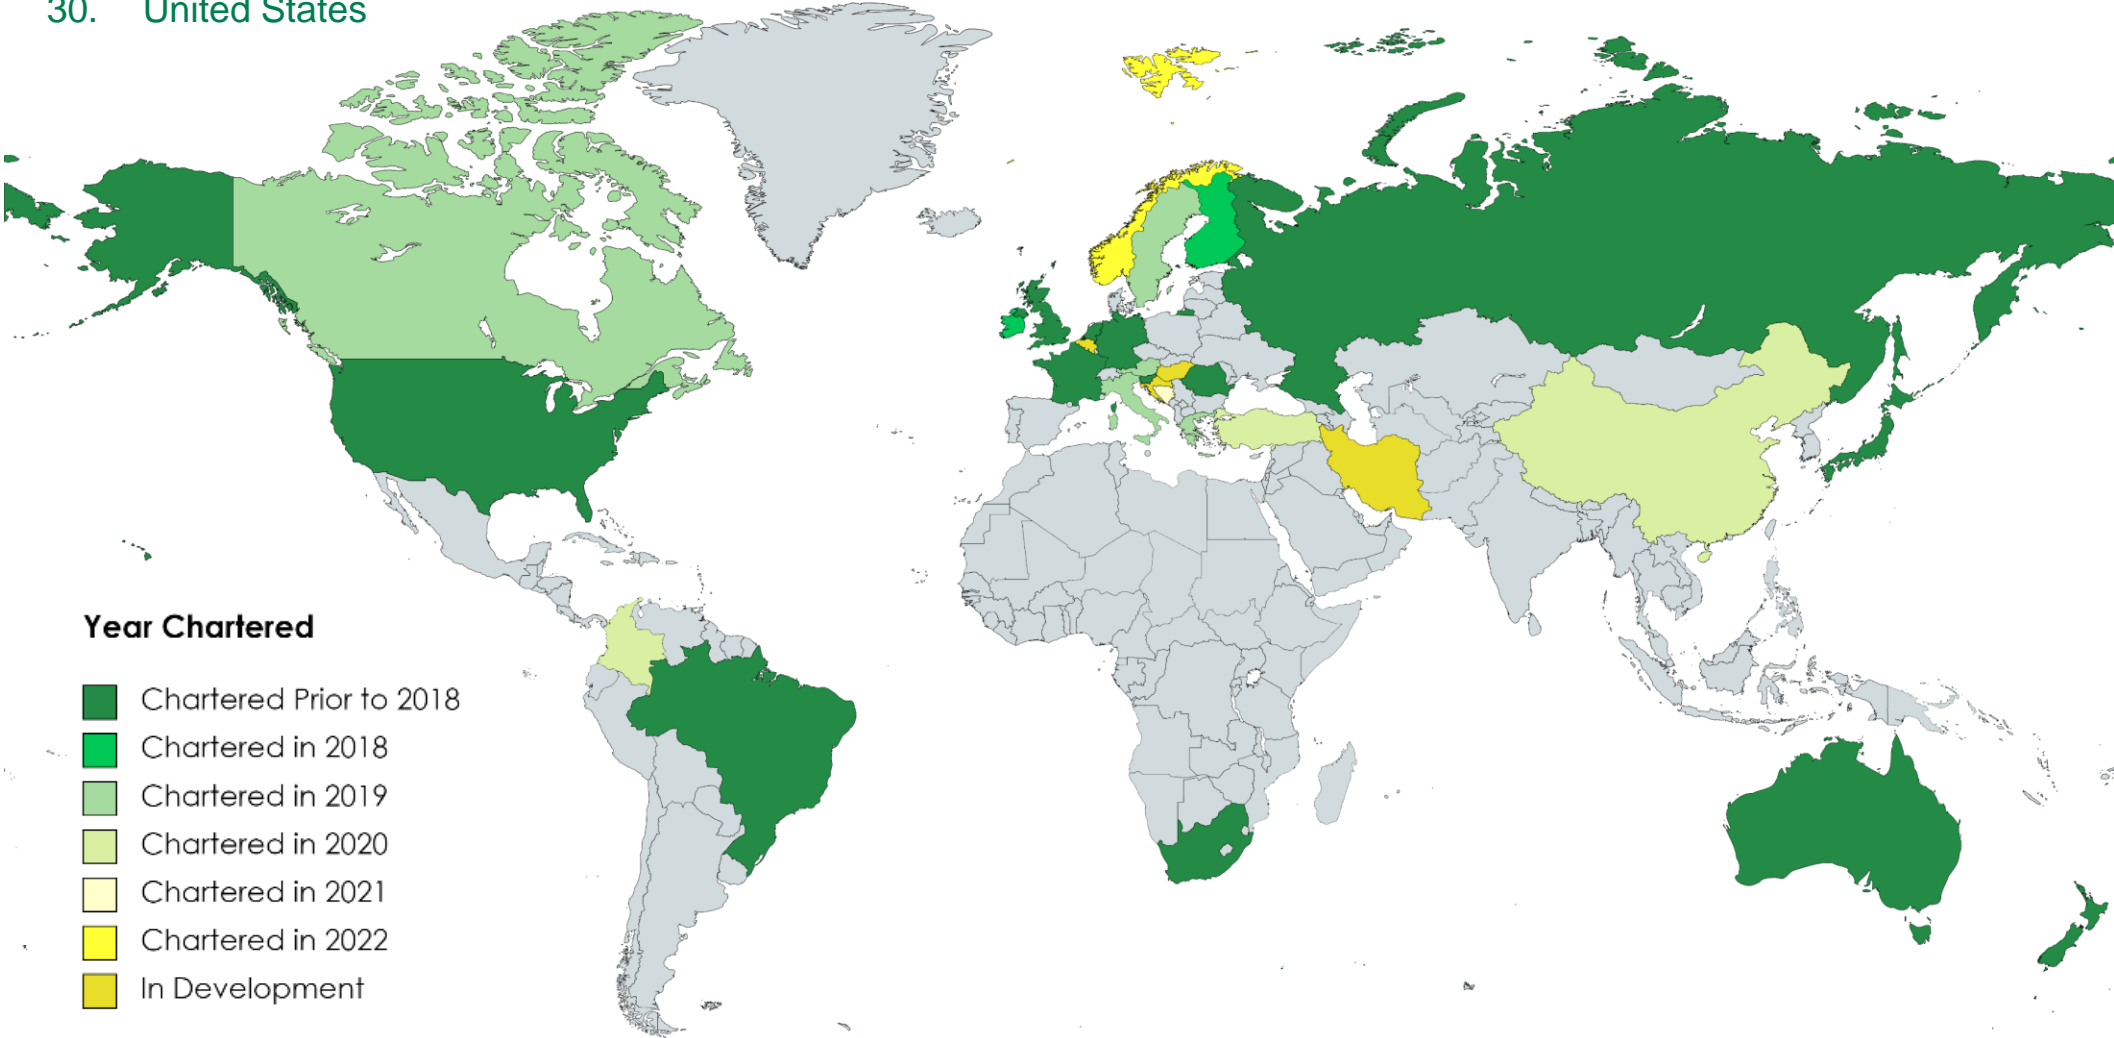 30. United States
Year Chartered
Chartered Prior to 2018
Chartered in 2018
Chartered in 2019
Chartered in 2020
Chartered in 2021
Chartered in 2022
In Development